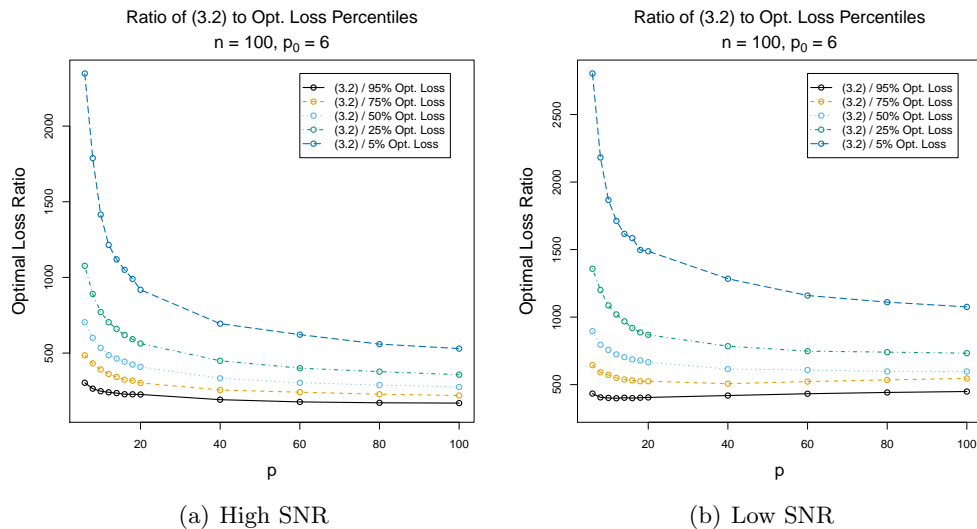 Ratio of (3.2) to Opt. Loss Percentiles
n = 100, p₀ = 6
Optimal Loss Ratio
2000
1500
1000
500
(3.2) / 95% Opt. Loss
(3.2) / 75% Opt. Loss
(3.2) / 50% Opt. Loss
(3.2) / 25% Opt. Loss
(3.2) / 5% Opt. Loss
20 40 60 80 100
p
(a) High SNR
Ratio of (3.2) to Opt. Loss Percentiles
n = 100, p₀ = 6
Optimal Loss Ratio
2500
2000
1500
1000
500
(3.2) / 95% Opt. Loss
(3.2) / 75% Opt. Loss
(3.2) / 50% Opt. Loss
(3.2) / 25% Opt. Loss
(3.2) / 5% Opt. Loss
20 40 60 80 100
p
(b) Low SNR